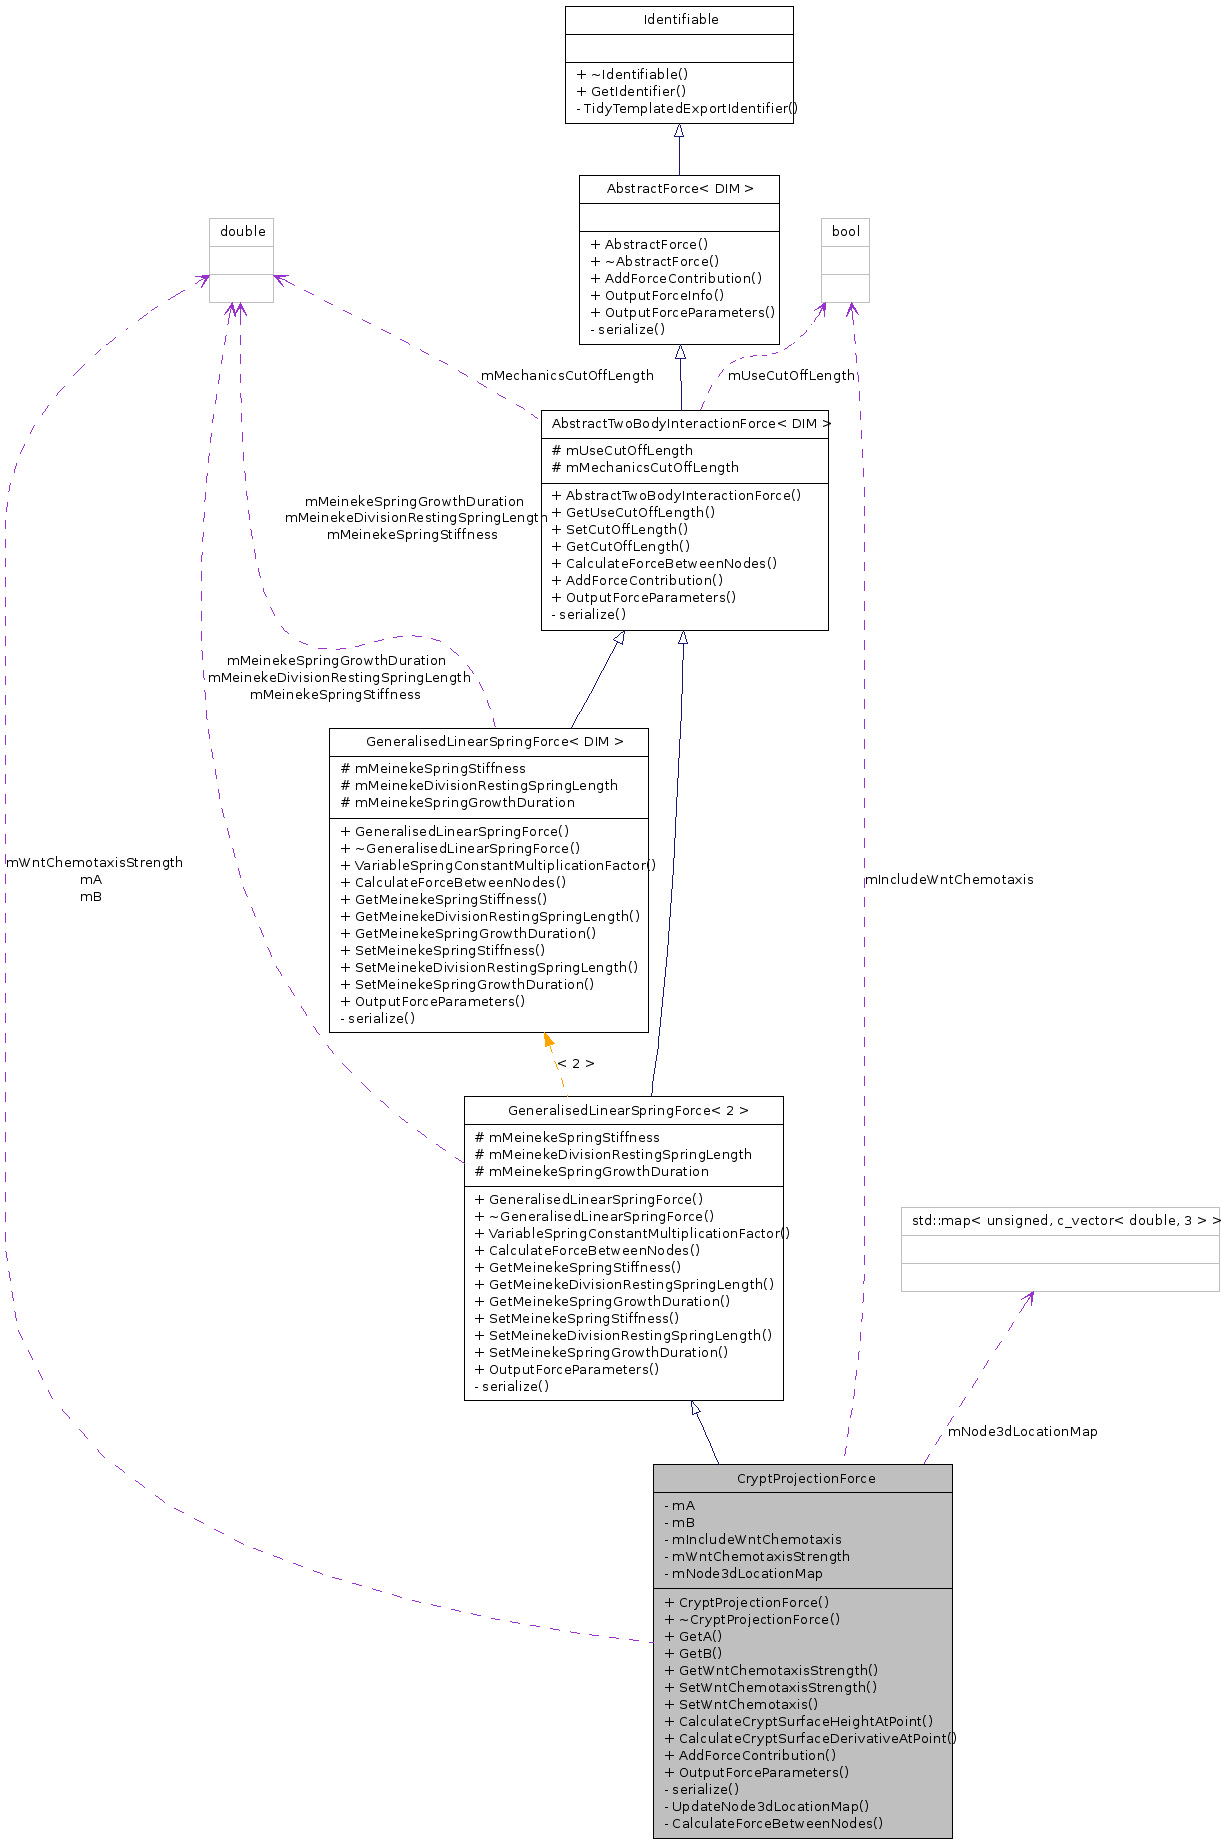 Identifiable
+ ~Identifiable()
+ GetIdentifier()
- TidyTemplatedExportIdentifier()
AbstractForce< DIM >
+ AbstractForce()
+ ~AbstractForce()
+ AddForceContribution()
+ OutputForceInfo()
+ OutputForceParameters()
- serialize()
double
bool
mMechanicsCutOffLength
mUseCutOffLength
AbstractTwoBodyInteractionForce< DIM >
# mUseCutOffLength
# mMechanicsCutOffLength
+ AbstractTwoBodyInteractionForce()
+ GetUseCutOffLength()
+ SetCutOffLength()
+ GetCutOffLength()
+ CalculateForceBetweenNodes()
+ AddForceContribution()
+ OutputForceParameters()
- serialize()
mMeinekeSpringGrowthDuration
mMeinekeDivisionRestingSpringLength
mMeinekeSpringStiffness
mMeinekeSpringGrowthDuration
mMeinekeDivisionRestingSpringLength
mMeinekeSpringStiffness
GeneralisedLinearSpringForce< DIM >
# mMeinekeSpringStiffness
# mMeinekeDivisionRestingSpringLength
# mMeinekeSpringGrowthDuration
+ GeneralisedLinearSpringForce()
+ ~GeneralisedLinearSpringForce()
+ VariableSpringConstantMultiplicationFactor()
+ CalculateForceBetweenNodes()
+ GetMeinekeSpringStiffness()
+ GetMeinekeDivisionRestingSpringLength()
+ GetMeinekeSpringGrowthDuration()
+ SetMeinekeSpringStiffness()
+ SetMeinekeDivisionRestingSpringLength()
+ SetMeinekeSpringGrowthDuration()
+ OutputForceParameters()
- serialize()
mWntChemotaxisStrength
mA
mB
mIncludeWntChemotaxis
< 2 >
GeneralisedLinearSpringForce< 2 >
# mMeinekeSpringStiffness
# mMeinekeDivisionRestingSpringLength
# mMeinekeSpringGrowthDuration
+ GeneralisedLinearSpringForce()
+ ~GeneralisedLinearSpringForce()
+ VariableSpringConstantMultiplicationFactor()
+ CalculateForceBetweenNodes()
+ GetMeinekeSpringStiffness()
+ GetMeinekeDivisionRestingSpringLength()
+ GetMeinekeSpringGrowthDuration()
+ SetMeinekeSpringStiffness()
+ SetMeinekeDivisionRestingSpringLength()
+ SetMeinekeSpringGrowthDuration()
+ OutputForceParameters()
- serialize()
std::map< unsigned, c_vector< double, 3 > >
mNode3dLocationMap
CryptProjectionForce
- mA
- mB
- mIncludeWntChemotaxis
- mWntChemotaxisStrength
- mNode3dLocationMap
+ CryptProjectionForce()
+ ~CryptProjectionForce()
+ GetA()
+ GetB()
+ GetWntChemotaxisStrength()
+ SetWntChemotaxisStrength()
+ SetWntChemotaxis()
+ CalculateCryptSurfaceHeightAtPoint()
+ CalculateCryptSurfaceDerivativeAtPoint()
+ AddForceContribution()
+ OutputForceParameters()
- serialize()
- UpdateNode3dLocationMap()
- CalculateForceBetweenNodes()